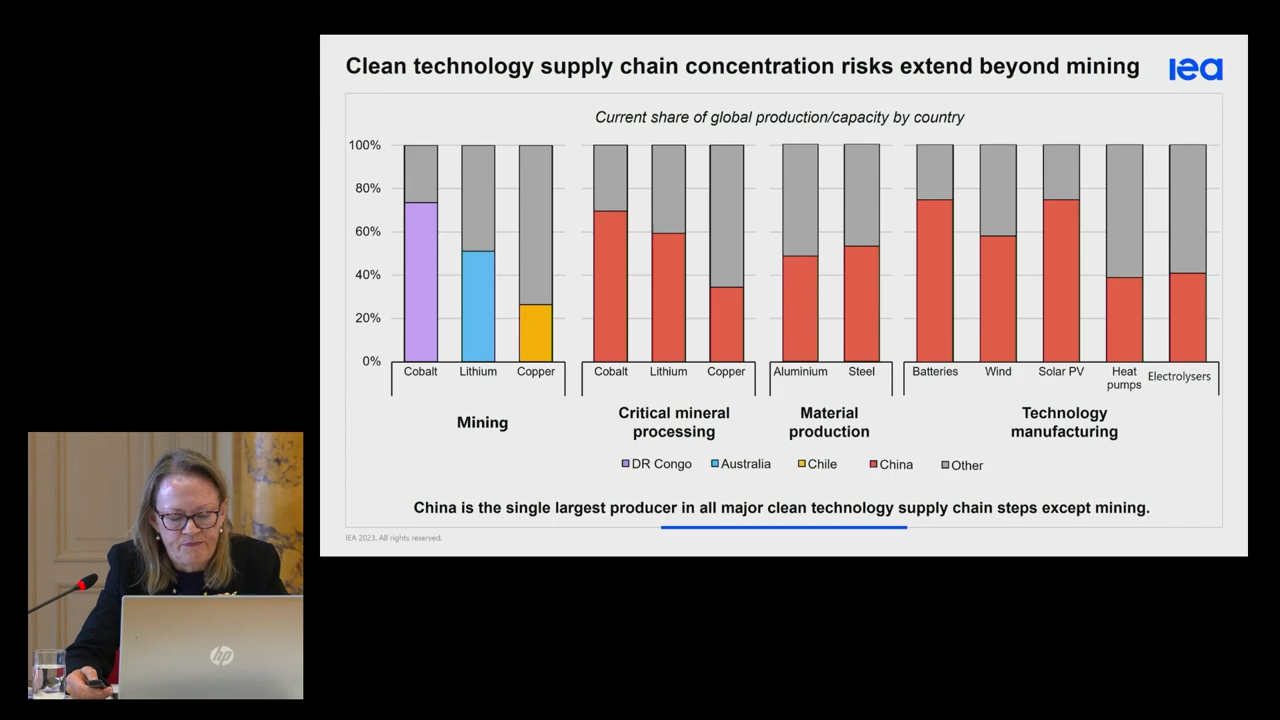 Clean technology supply chain concentration risks extend beyond mining
iea
Current share of global production/capacity by country
100%
80%
60%
40%
20%
0%
Cobalt
Lithium
Copper
Cobalt
Lithium
Copper
Aluminium
Steel
Batteries
Wind
Solar PV
Heat
pumps
Electrolysers
Mining
Critical mineral
processing
Material
production
Technology
manufacturing
DR Congo
Australia
Chile
China
Other
China is the single largest producer in all major clean technology supply chain steps except mining.
IEA 2023. All rights reserved.
hp